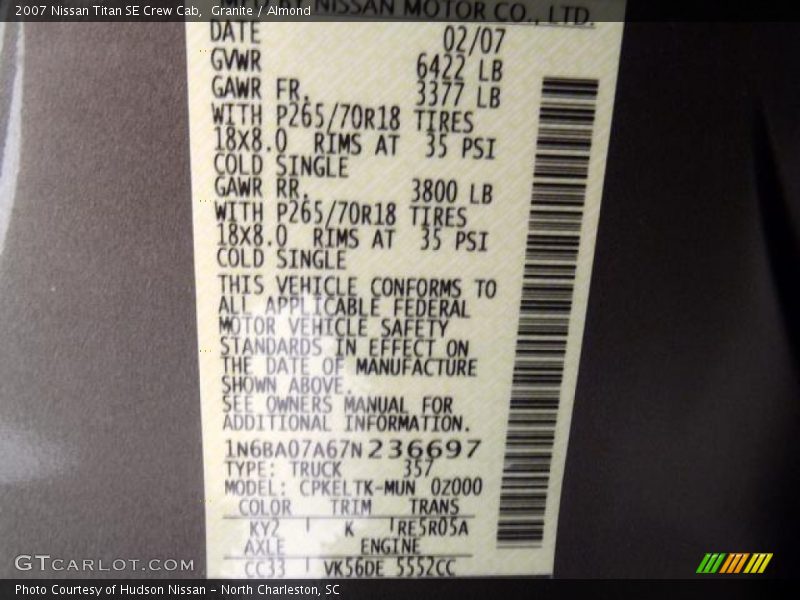 2007 Nissan Titan SE Crew Cab, Granite / Almond
NISSAN MOTOR CO., LTD.
DATE 02/07
GVWR 6422 LB
GAWR FR. 3377 LB
WITH P265/70R18 TIRES
18X8.0 RIMS AT 35 PSI
COLD SINGLE
GAWR RR. 3800 LB
WITH P265/70R18 TIRES
18X8.0 RIMS AT 35 PSI
COLD SINGLE
THIS VEHICLE CONFORMS TO
ALL APPLICABLE FEDERAL
MOTOR VEHICLE SAFETY
STANDARDS IN EFFECT ON
THE DATE OF MANUFACTURE
SHOWN ABOVE.
SEE OWNERS MANUAL FOR
ADDITIONAL INFORMATION.
1N6BA07A67N236697
TYPE: TRUCK 357
MODEL: CPKELTK-MUN 0Z000
COLOR TRIM TRANS
KY2 K RE5R05A
AXLE ENGINE
CC33 VK56DE 5552CC
GTCARLOT.COM
Photo Courtesy of Hudson Nissan – North Charleston, SC